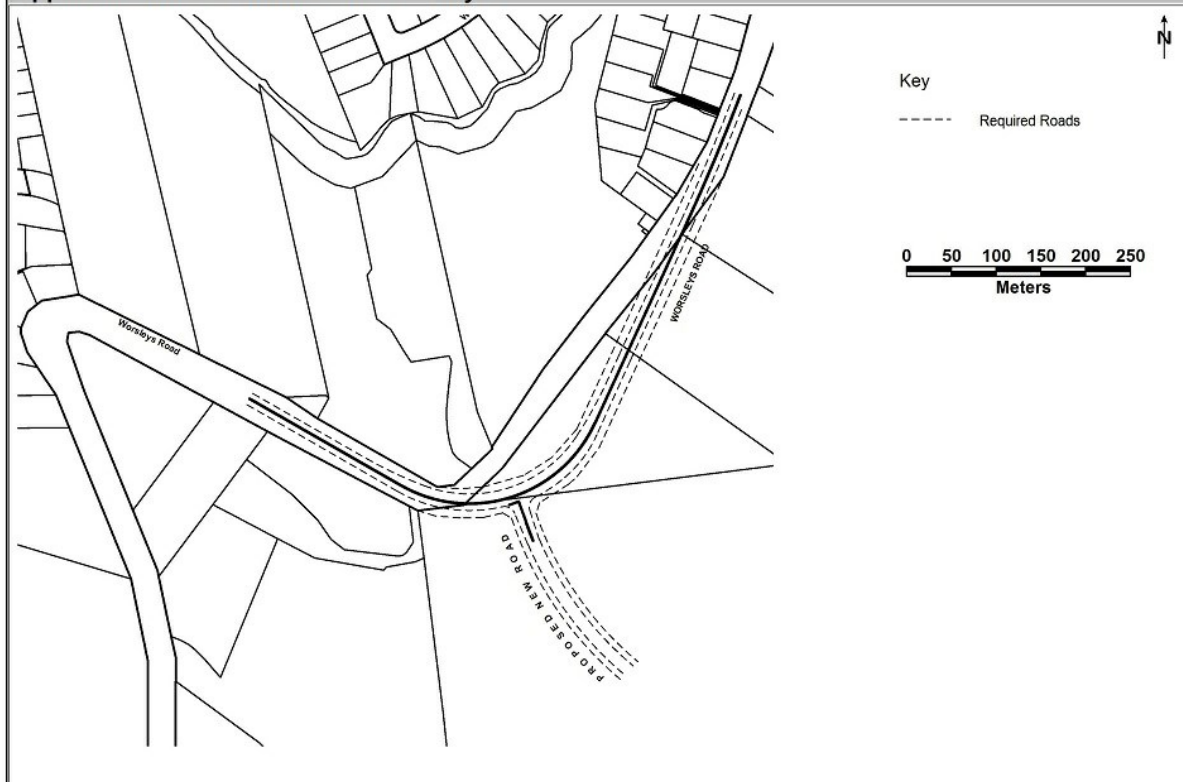 N
Key
Required Roads
0 50 100 150 200 250
Meters
WORSLEYS ROAD
Worsleys Road
PROPOSED NEW ROAD